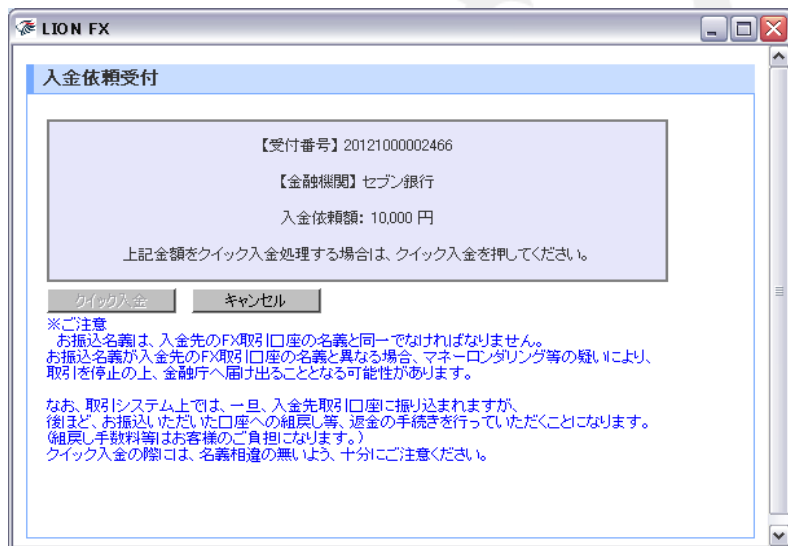 LION FX
入金依頼受付
【受付番号】20121000002466
【金融機関】セブン銀行
入金依頼額: 10,000 円
上記金額をクイック入金処理する場合は、クイック入金を押してください。
クイック入金 キャンセル
※ご注意
お振込名義は、入金先のFX取引口座の名義と同一でなければなりません。
お振込名義が入金先のFX取引口座の名義と異なる場合、マネーロンダリング等の疑いにより、
取引を停止の上、金融庁へ届け出ることとなる可能性があります。
なお、取引システム上では、一旦、入金先取引口座に振り込まれますが、
後ほど、お振込いただいた口座への組戻し等、返金の手続きを行っていただくことになります。
(組戻し手数料等はお客様のご負担になります。)
クイック入金の際には、名義相違の無いよう、十分にご注意ください。